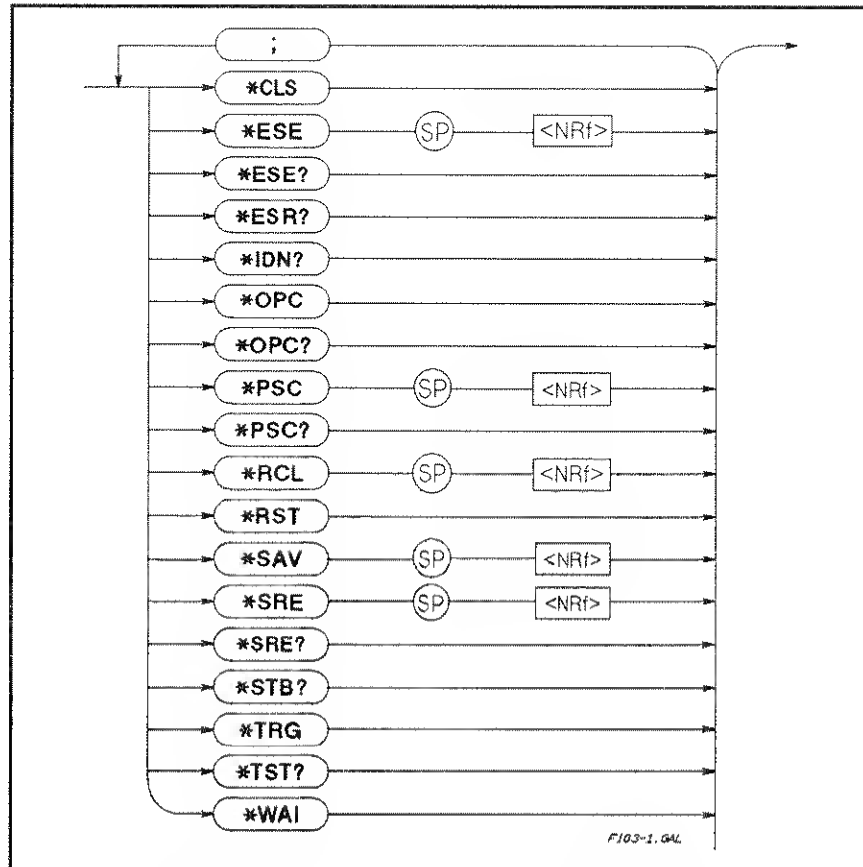 ;
*CLS
*ESE SP <NRf>
*ESE?
*ESR?
*IDN?
*OPC
*OPC?
*PSC SP <NRf>
*PSC?
*RCL SP <NRf>
*RST
*SAV SP <NRf>
*SRE SP <NRf>
*SRE?
*STB?
*TRG
*TST?
*WAI
F103-1.GAL